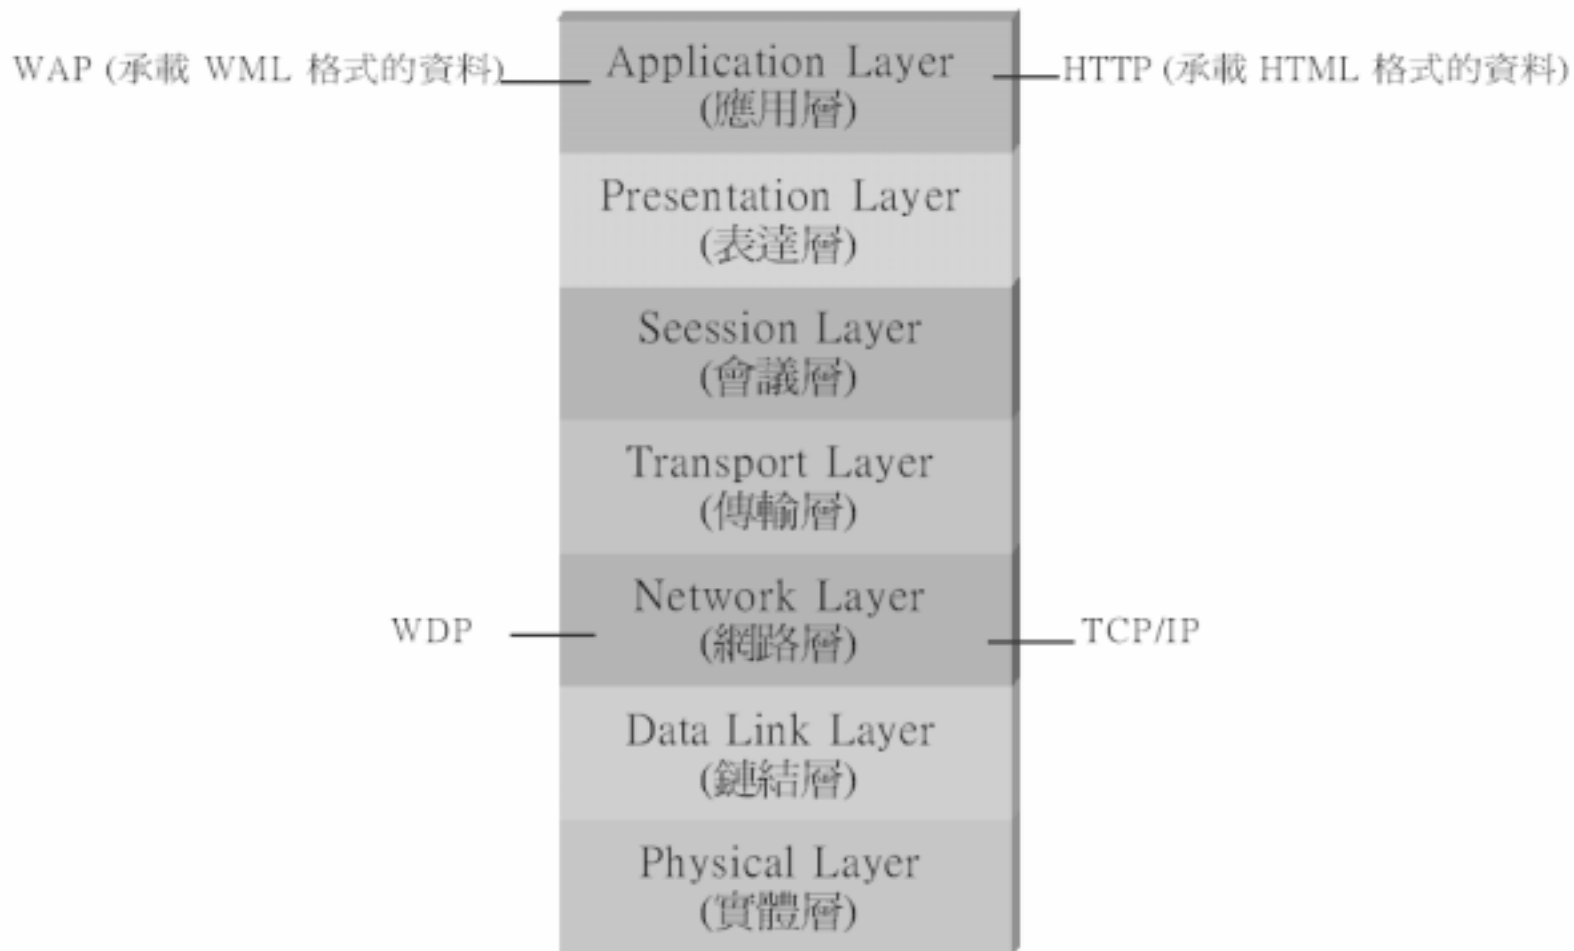 WAP (承載 WML 格式的資料)
Application Layer
(應用層)
HTTP (承載 HTML 格式的資料)
Presentation Layer
(表達層)
Seession Layer
(會議層)
Transport Layer
(傳輸層)
WDP
Network Layer
(網路層)
TCP/IP
Data Link Layer
(鏈結層)
Physical Layer
(實體層)